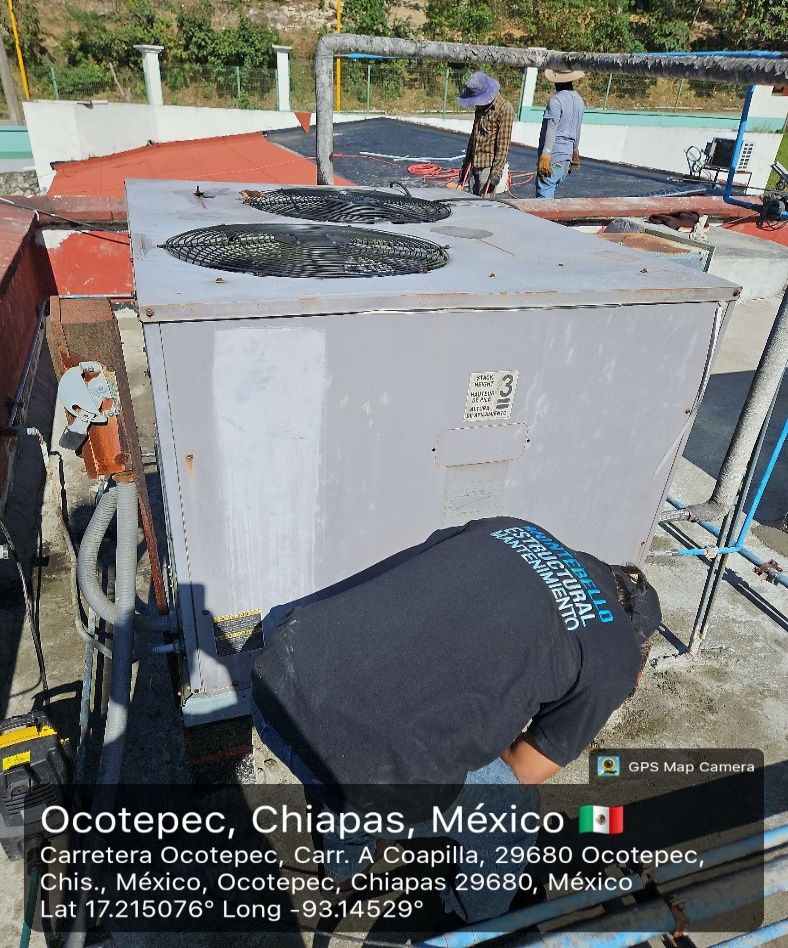 STACK
HEIGHT
HAUTEUR
DE PILE
ALTURA
DE APILAMIENTO
3
ESTRUCTURAL
MANTENIMIENTO
GPS Map Camera
Ocotepec, Chiapas, México 🇲🇽
Carretera Ocotepec, Carr. A Coapilla, 29680 Ocotepec,
Chis., México, Ocotepec, Chiapas 29680, México
Lat 17.215076° Long -93.14529°